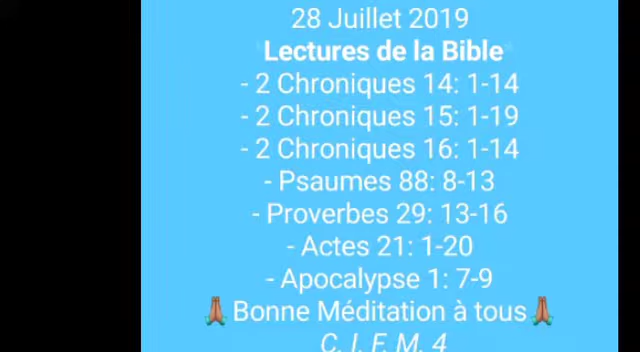 28 Juillet 2019
"Lectures de la Bible"
- 2 Chroniques 14: 1-14
- 2 Chroniques 15: 1-19
- 2 Chroniques 16: 1-14
- Psaumes 88: 8-13
- Proverbes 29: 13-16
- Actes 21: 1-20
- Apocalypse 1: 7-9
🙏🏾Bonne Méditation à tous🙏🏾
C. I. F. M. 4